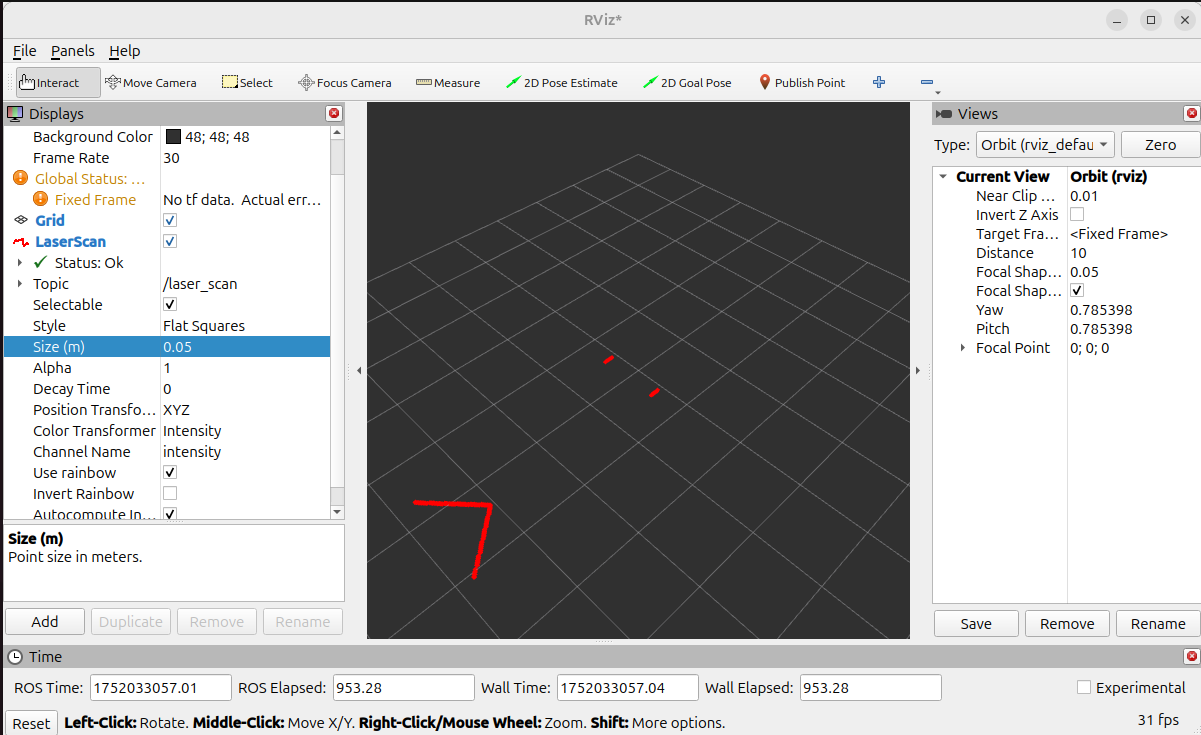 RViz*
File Panels Help
Interact Move Camera Select Focus Camera Measure 2D Pose Estimate 2D Goal Pose Publish Point
Displays
Background Color 48; 48; 48
Frame Rate 30
Global Status: ...
Fixed Frame No tf data. Actual err...
Grid
LaserScan
Status: Ok
Topic /laser_scan
Selectable
Style Flat Squares
Size (m) 0.05
Alpha 1
Decay Time 0
Position Transfo... XYZ
Color Transformer Intensity
Channel Name intensity
Use rainbow
Invert Rainbow
Autocompute In...
Size (m)
Point size in meters.
Add Duplicate Remove Rename
Views
Type: Orbit (rviz_defau Zero
Current View Orbit (rviz)
Near Clip ... 0.01
Invert Z Axis
Target Fra... <Fixed Frame>
Distance 10
Focal Shap... 0.05
Focal Shap...
Yaw 0.785398
Pitch 0.785398
Focal Point 0; 0; 0
Save Remove Rename
Time
ROS Time: 1752033057.01 ROS Elapsed: 953.28 Wall Time: 1752033057.04 Wall Elapsed: 953.28 Experimental
Reset Left-Click: Rotate. Middle-Click: Move X/Y. Right-Click/Mouse Wheel: Zoom. Shift: More options. 31 fps